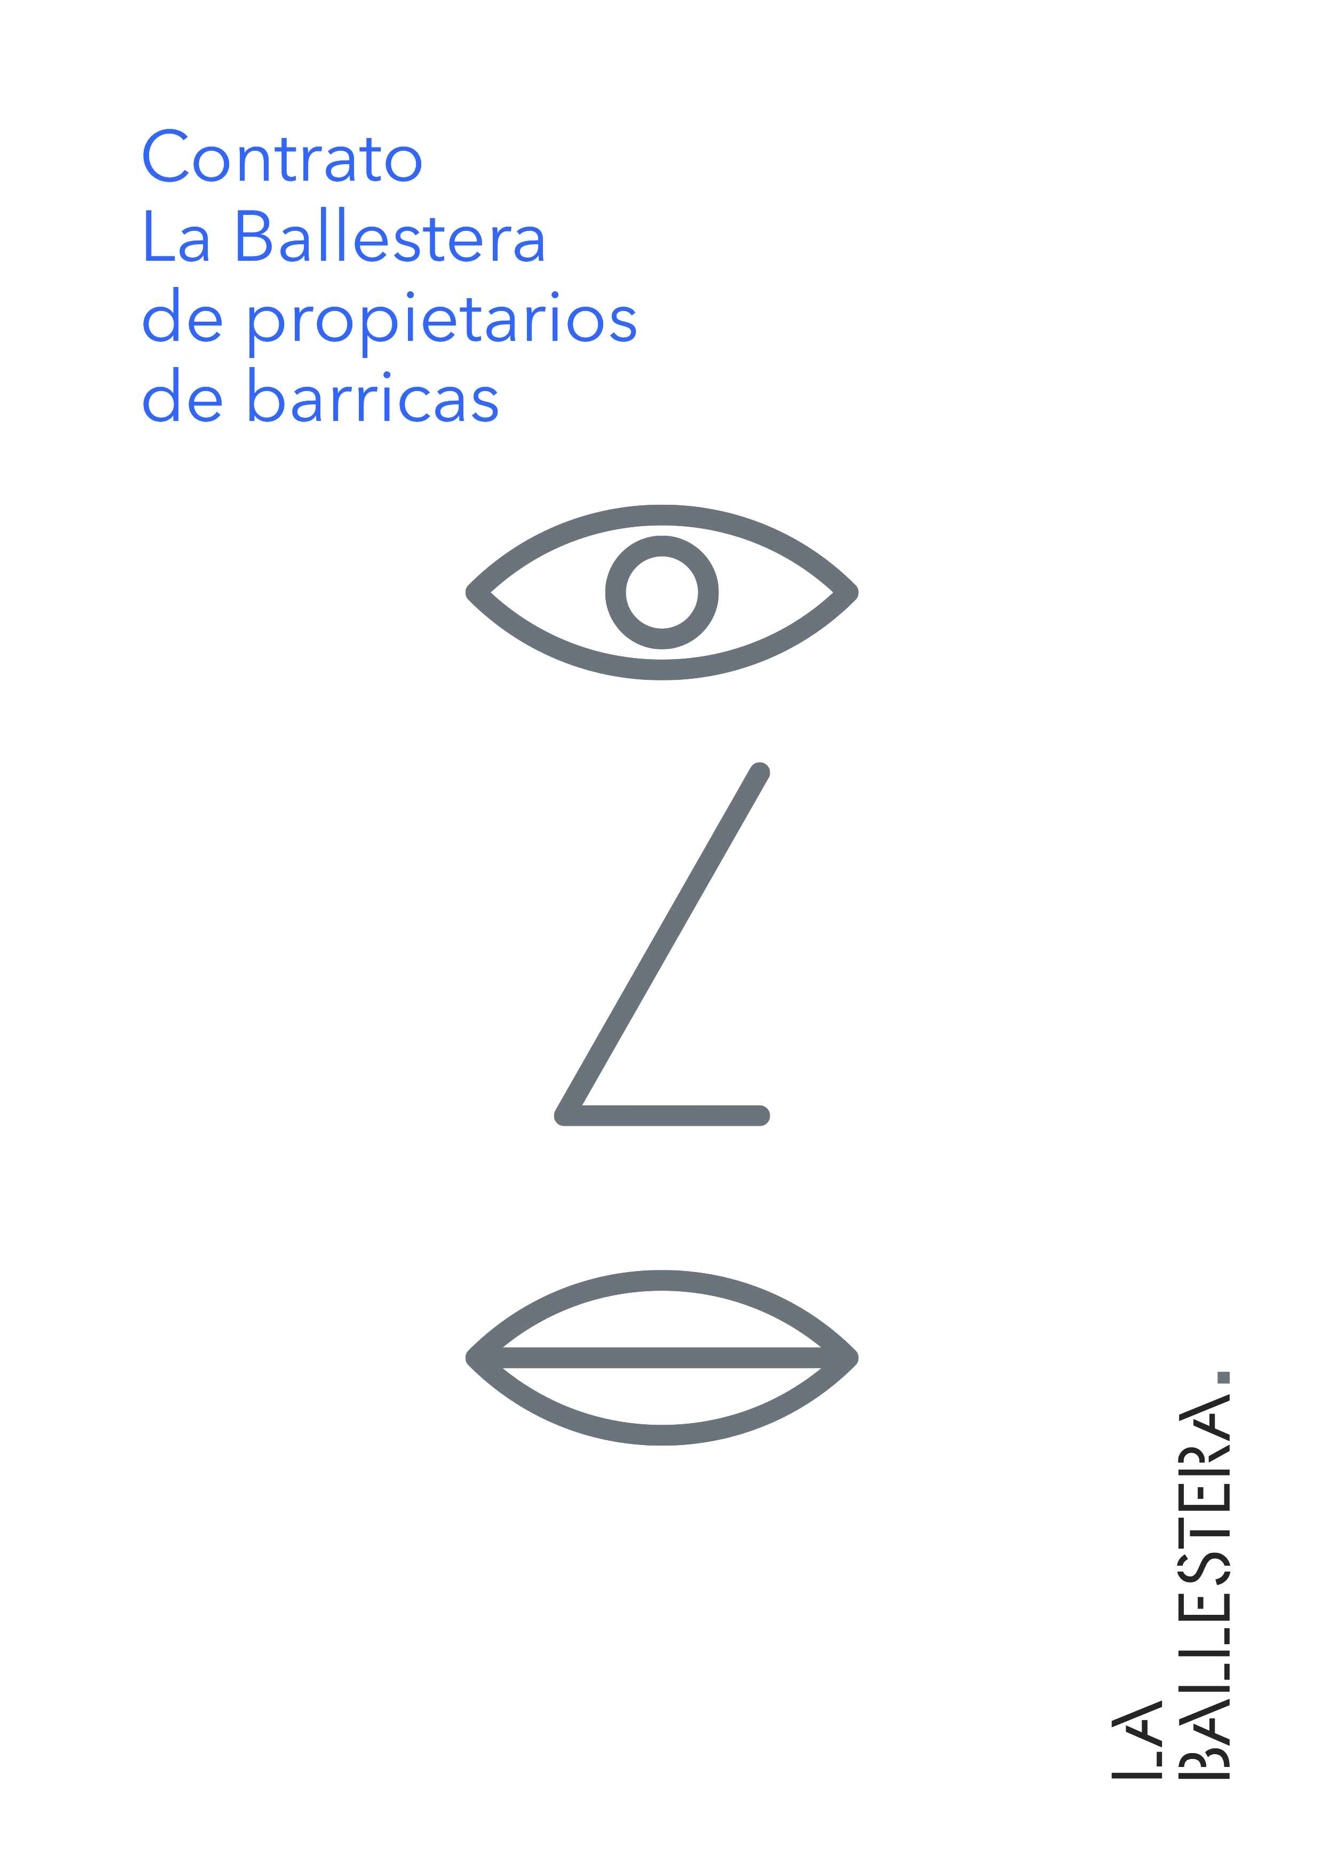 Contrato
La Ballestera
de propietarios
de barricas
LA
BALLESTERA.